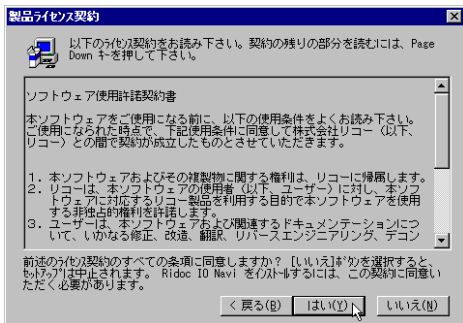 製品ライセンス契約
以下のライセンス契約をお読み下さい。契約の残りの部分を読むには、Page
Down キーを押して下さい。
ソフトウェア使用許諾契約書
本ソフトウェアをご使用になる前に、以下の使用条件をよくお読み下さい。
ご使用になられた時点で、下記使用条件に同意して株式会社リコー（以下、
リコー）との間で契約が成立したものとさせていただきます。
1．本ソフトウェアおよびその複製物に関する権利は、リコーに帰属します。
2．リコーは、本ソフトウェアの使用者（以下、ユーザー）に対し、本ソフ
トウェアに対応するリコー製品を利用する目的で本ソフトウェアを使用
する非独占的権利を許諾します。
3．ユーザーは、本ソフトウェアおよび関連するドキュメンテーションにつ
いて、いかなる修正、改造、翻訳、リバースエンジニアリング、デコン
前述のライセンス契約のすべての条項に同意しますか？ [いいえ]ボタンを選択すると、
セットアップは中止されます。 Ridoc IO Navi をインストールするには、この契約に同意い
ただく必要があります。
< 戻る(B) はい(Y) いいえ(N)